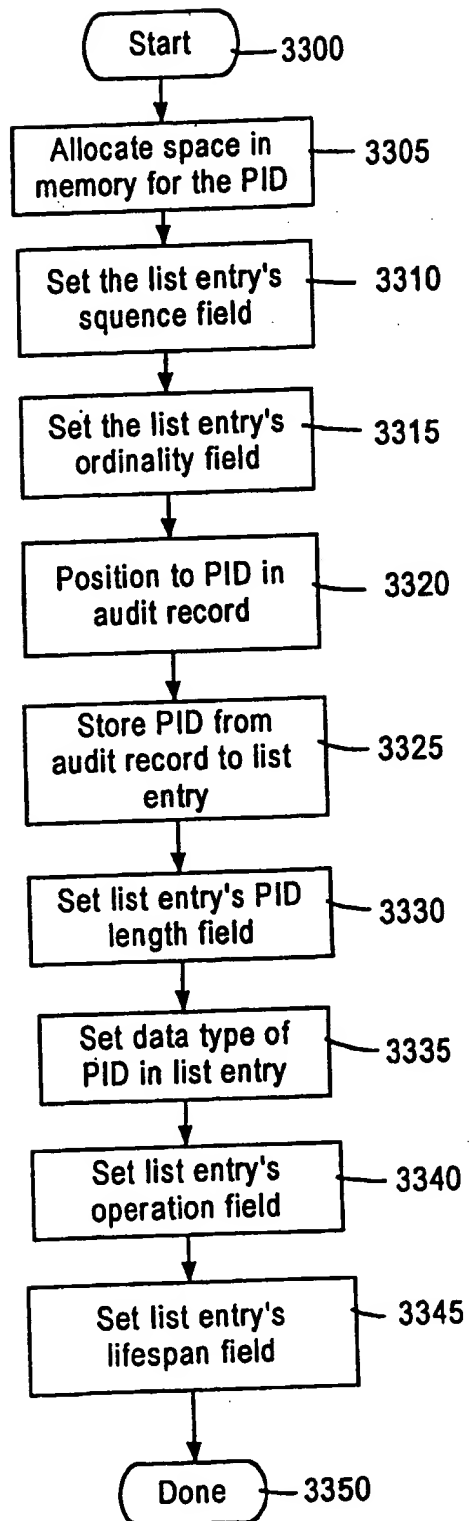 Start
3300
Allocate space in
memory for the PID
3305
Set the list entry's
squence field
3310
Set the list entry's
ordinality field
3315
Position to PID in
audit record
3320
Store PID from
audit record to list
entry
3325
Set list entry's PID
length field
3330
Set data type of
PID in list entry
3335
Set list entry's
operation field
3340
Set list entry's
lifespan field
3345
Done
3350